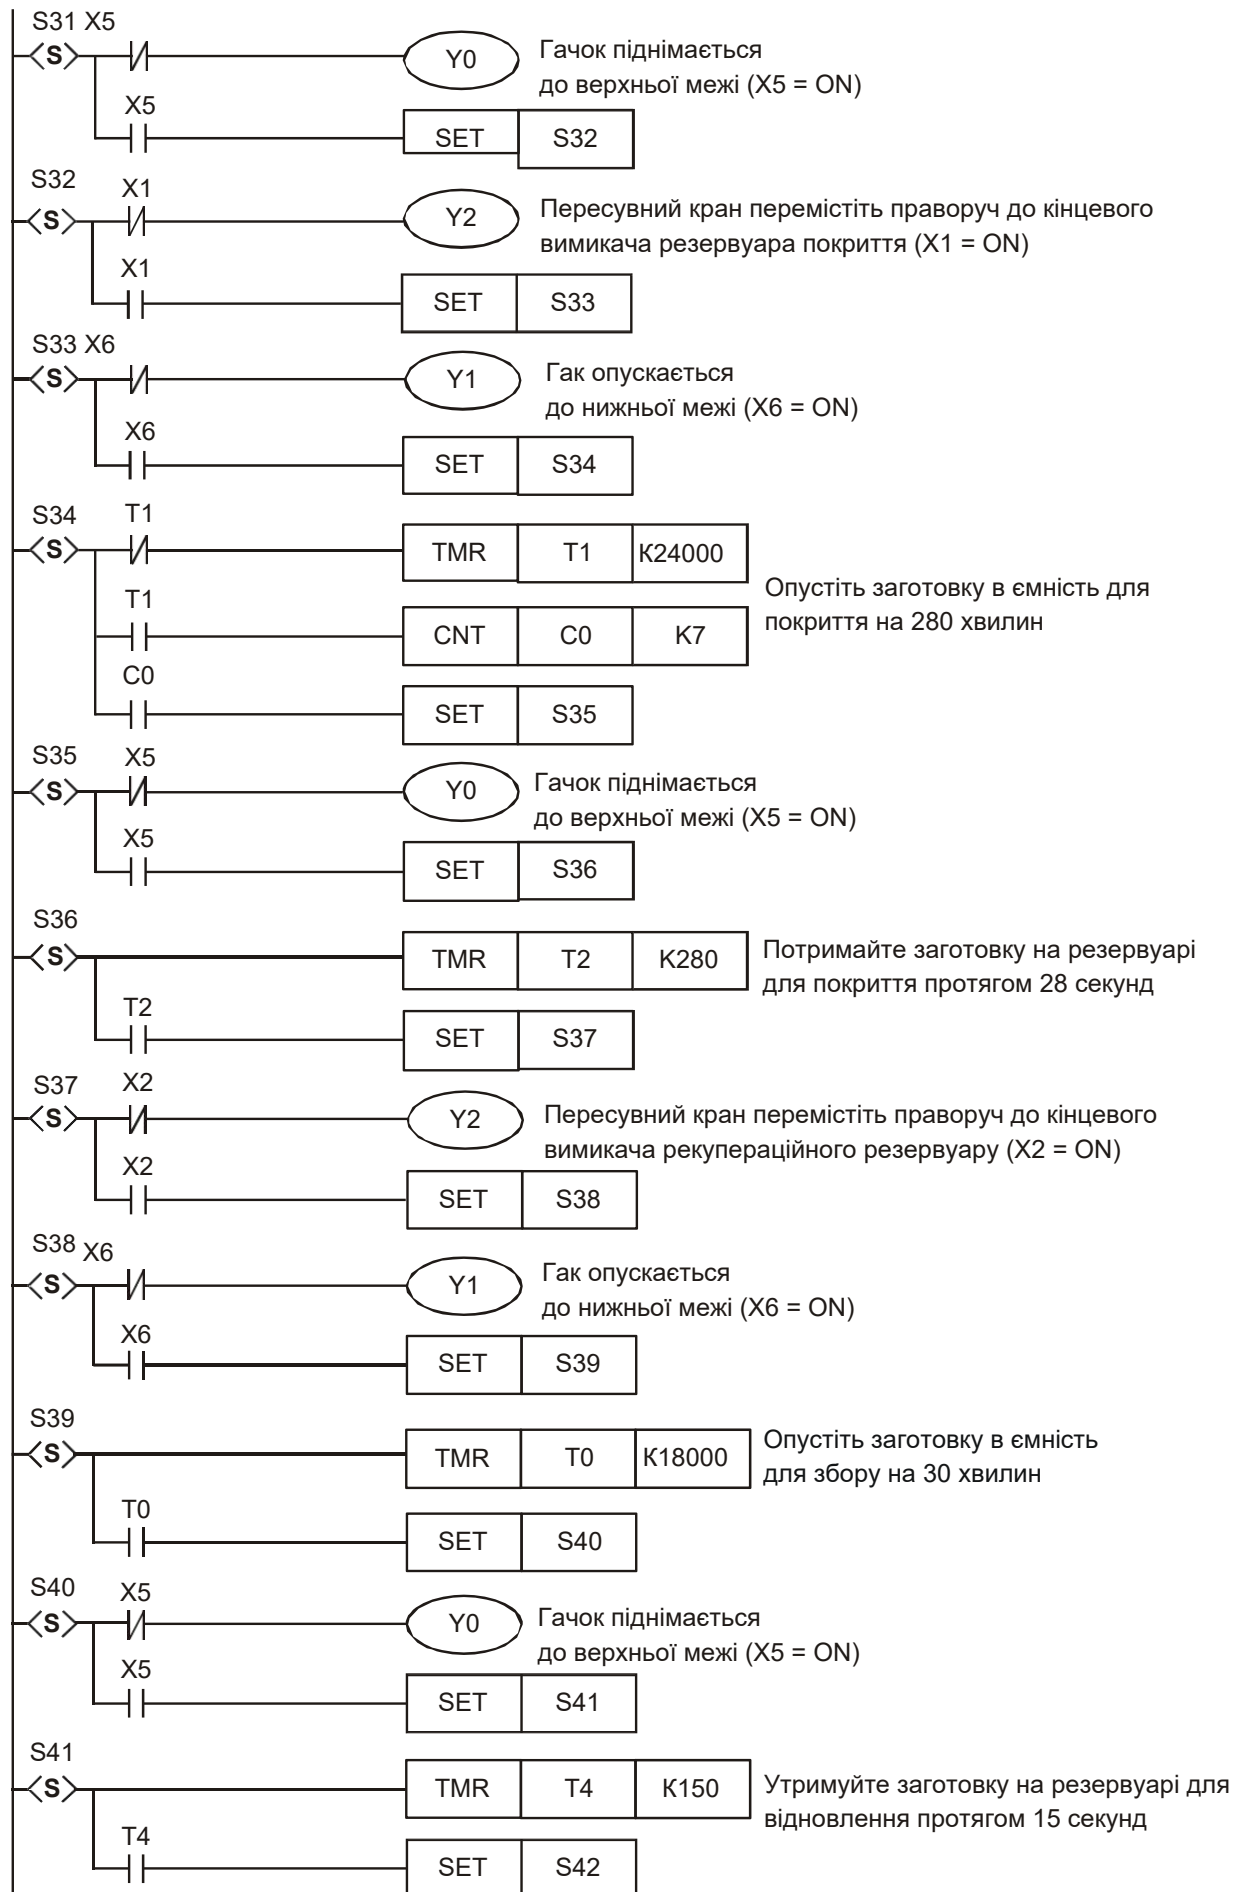 S31 X5
S
Y0
Гачок піднімається
до верхньої межі (X5 = ON)
X5
SET S32
S32
X1
S
Y2
Пересувний кран перемістіть праворуч до кінцевого
вимикача резервуара покриття (X1 = ON)
X1
SET S33
S33 X6
S
Y1
Гак опускається
до нижньої межі (X6 = ON)
X6
SET S34
S34
T1
S
TMR T1 К24000
T1
CNT C0 K7
Опустіть заготовку в ємність для
покриття на 280 хвилин
C0
SET S35
S35
X5
S
Y0
Гачок піднімається
до верхньої межі (X5 = ON)
X5
SET S36
S36
S
TMR T2 K280
Потримайте заготовку на резервуарі
для покриття протягом 28 секунд
T2
SET S37
S37
X2
S
Y2
Пересувний кран перемістіть праворуч до кінцевого
вимикача рекупераційного резервуару (X2 = ON)
X2
SET S38
S38 X6
S
Y1
Гак опускається
до нижньої межі (X6 = ON)
X6
SET S39
S39
S
TMR T0 К18000
Опустіть заготовку в ємність
для збору на 30 хвилин
T0
SET S40
S40
X5
S
Y0
Гачок піднімається
до верхньої межі (X5 = ON)
X5
SET S41
S41
S
TMR T4 К150
Утримуйте заготовку на резервуарі для
відновлення протягом 15 секунд
T4
SET S42